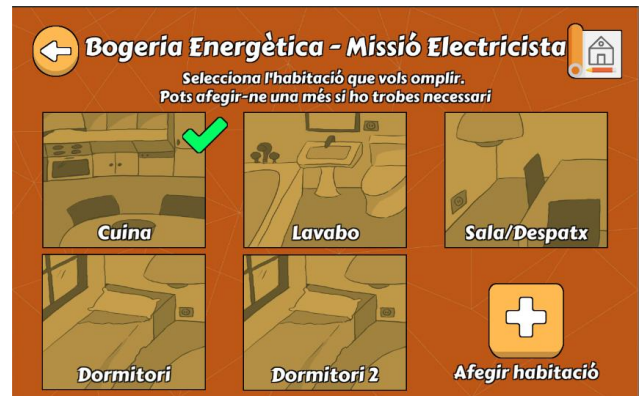 Bogeria Energètica - Missió Electricista
Selecciona l'habitació que vols omplir.
Pots afegir-ne una més si ho trobes necessari
Cuina
Lavabo
Sala/Despatx
Dormitori
Dormitori 2
Afegir habitació